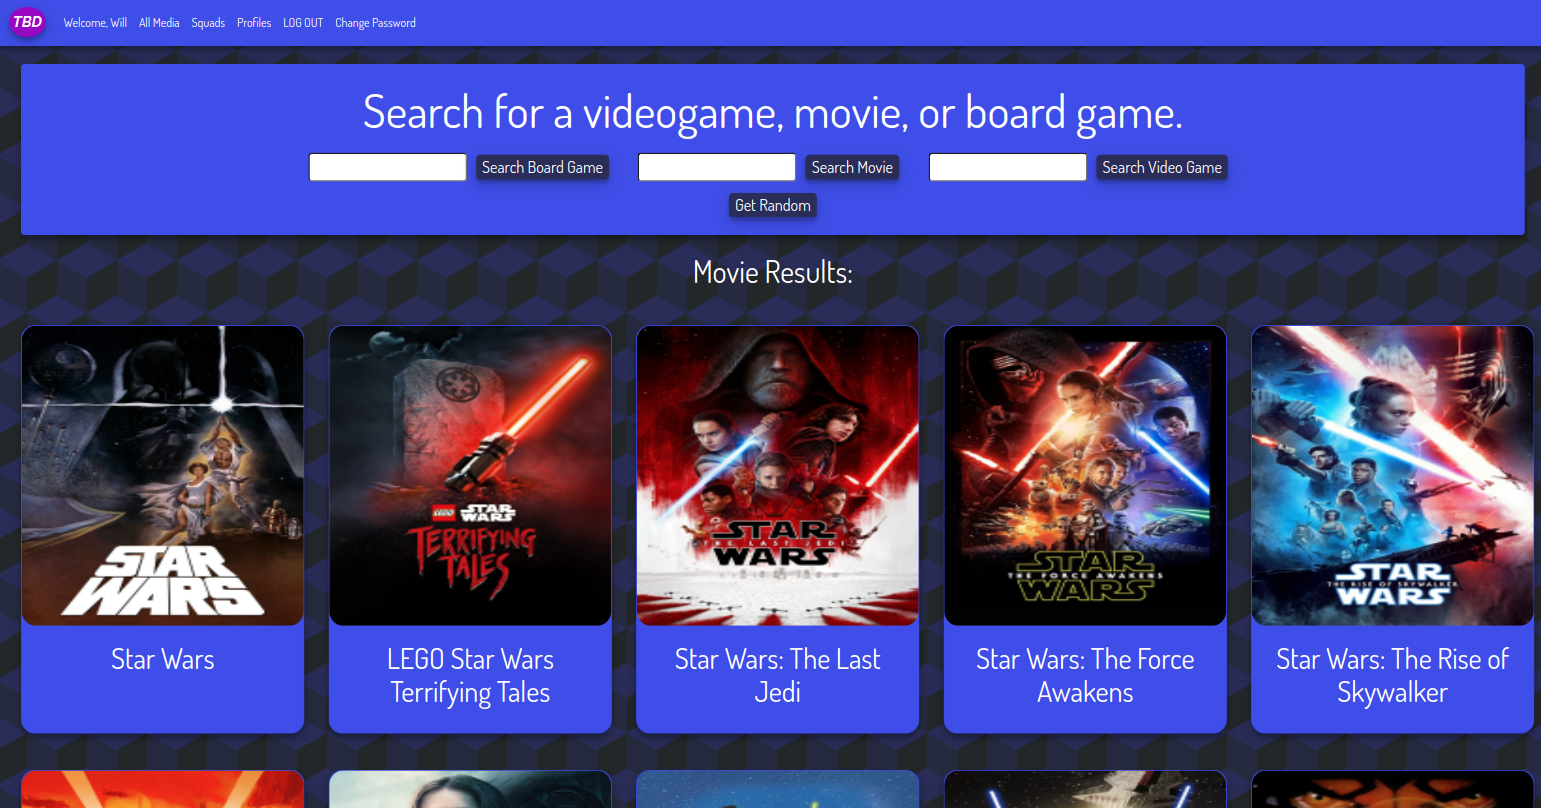 TBD Welcome, Will All Media Squads Profiles LOG OUT Change Password
Search for a videogame, movie, or board game.
Search Board Game Search Movie Search Video Game
Get Random
Movie Results:
STAR
WARS
LEGO STAR WARS
TERRIFYING
TALES
STAR
THE LAST JEDI
WARS
STAR
THE FORCE AWAKENS
WARS
STAR
THE RISE OF SKYWALKER
WARS
Star Wars
LEGO Star Wars
Terrifying Tales
Star Wars: The Last
Jedi
Star Wars: The Force
Awakens
Star Wars: The Rise of
Skywalker